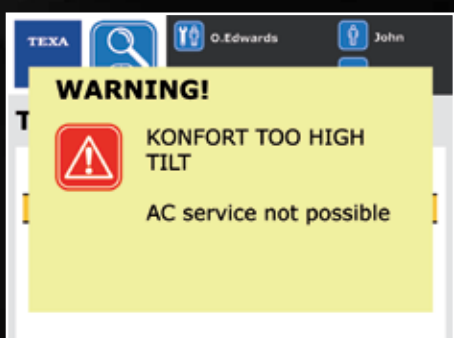 TEXA
O.Edwards
John
WARNING!
T
KONFORT TOO HIGH
TILT
AC service not possible